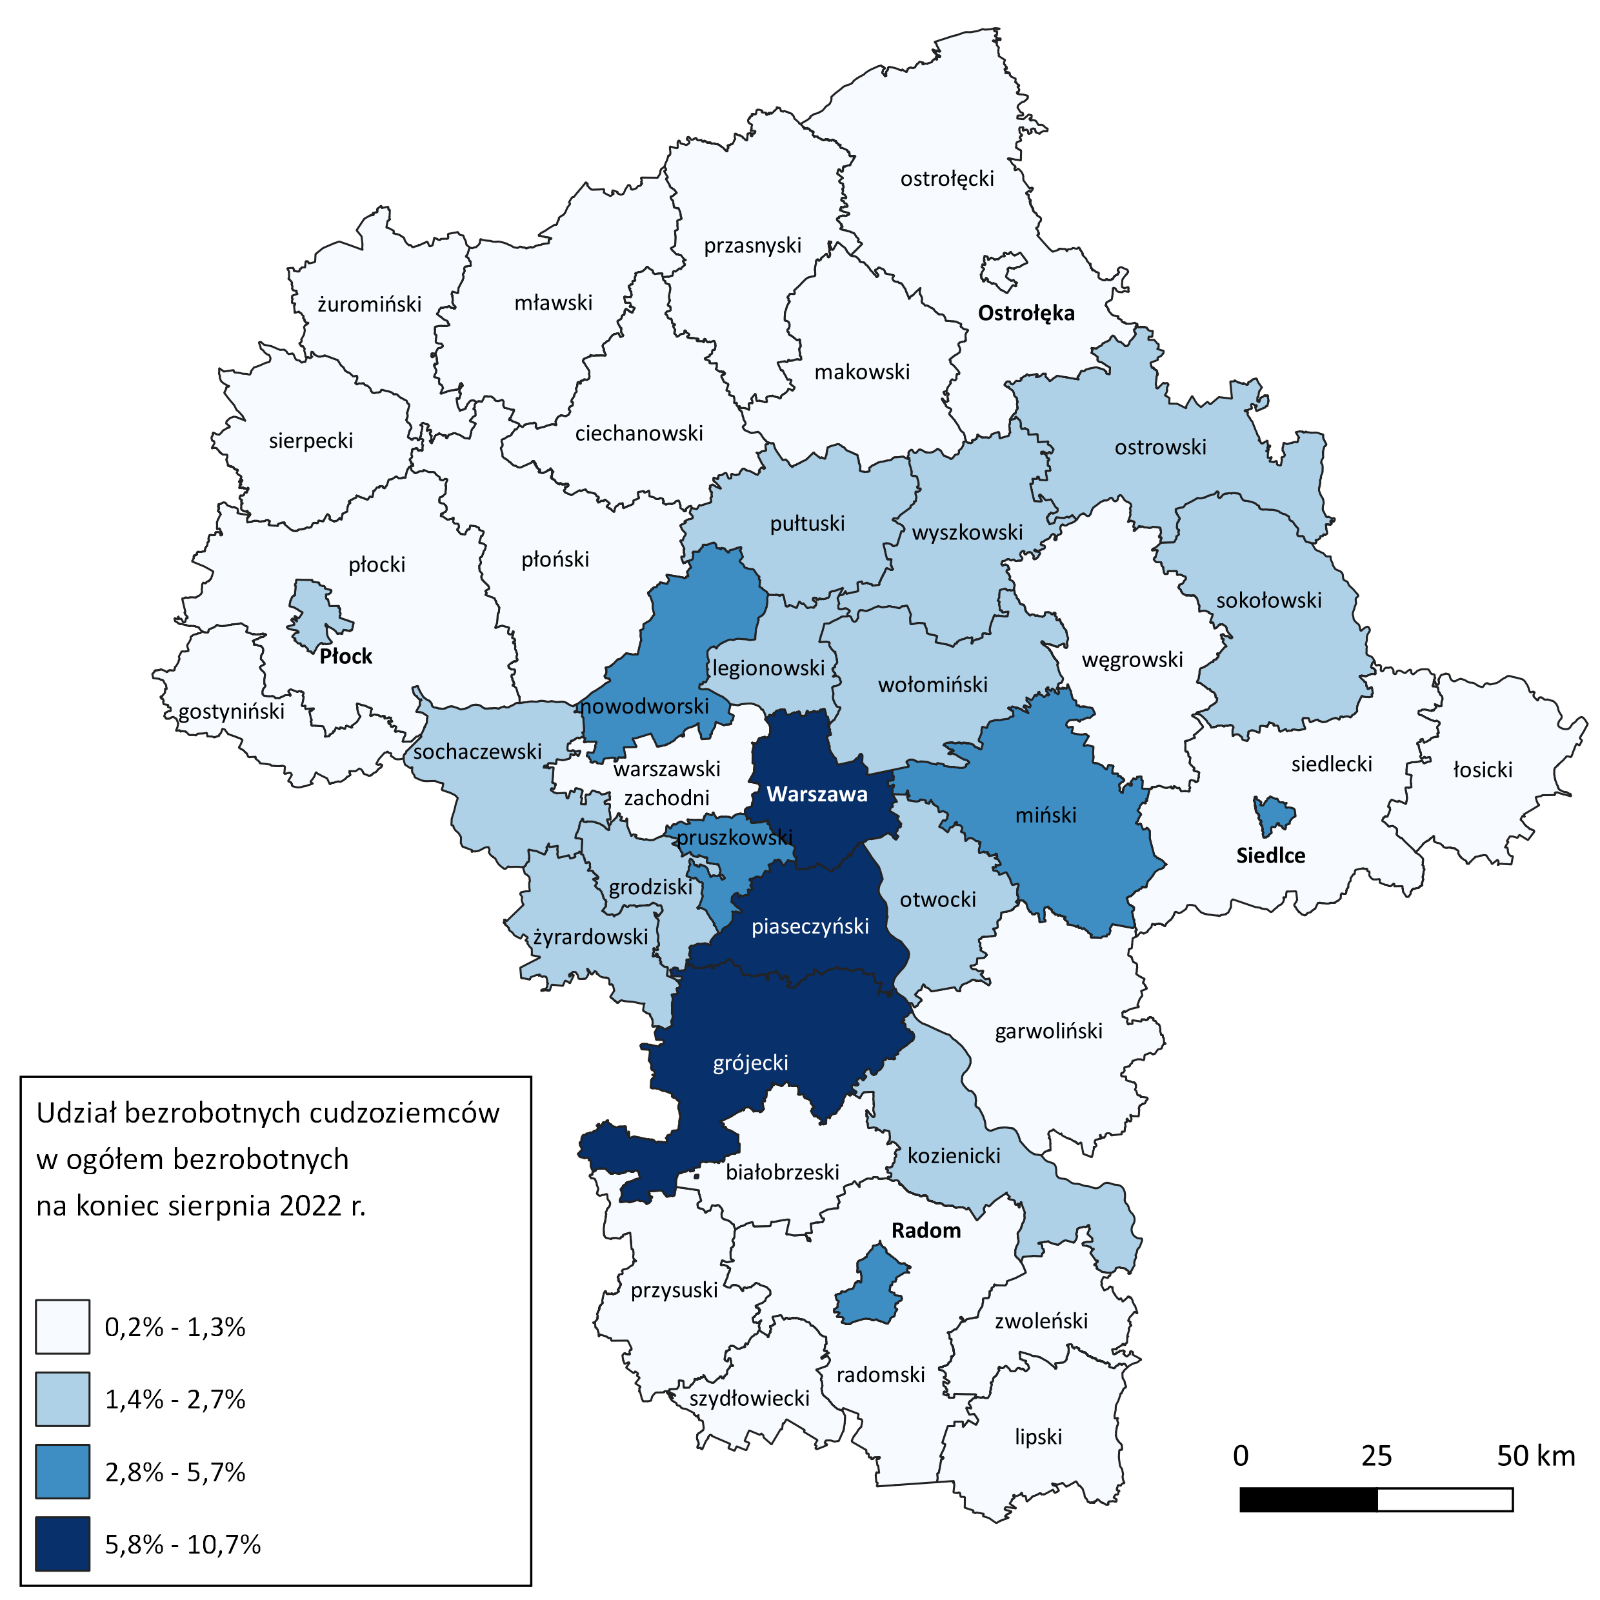 ostrołęcki
przasnyski
żuromiński
mławski
Ostrołęka
makowski
sierpecki
ciechanowski
ostrowski
pułtuski
wyszkowski
płocki
płoński
sokołowski
Płock
legionowski
węgrowski
wołomiński
gostyniński
nowodworski
sochaczewski
warszawski
zachodni
siedlecki
łosicki
Warszawa
miński
pruszkowski
Siedlce
grodziski
otwocki
piaseczyński
żyrardowski
garwoliński
grójecki
kozienicki
białobrzeski
Radom
przysuski
zwoleński
radomski
szydłowiecki
lipski
Udział bezrobotnych cudzoziemców
w ogółem bezrobotnych
na koniec sierpnia 2022 r.
0,2% - 1,3%
1,4% - 2,7%
2,8% - 5,7%
5,8% - 10,7%
0 25 50 km